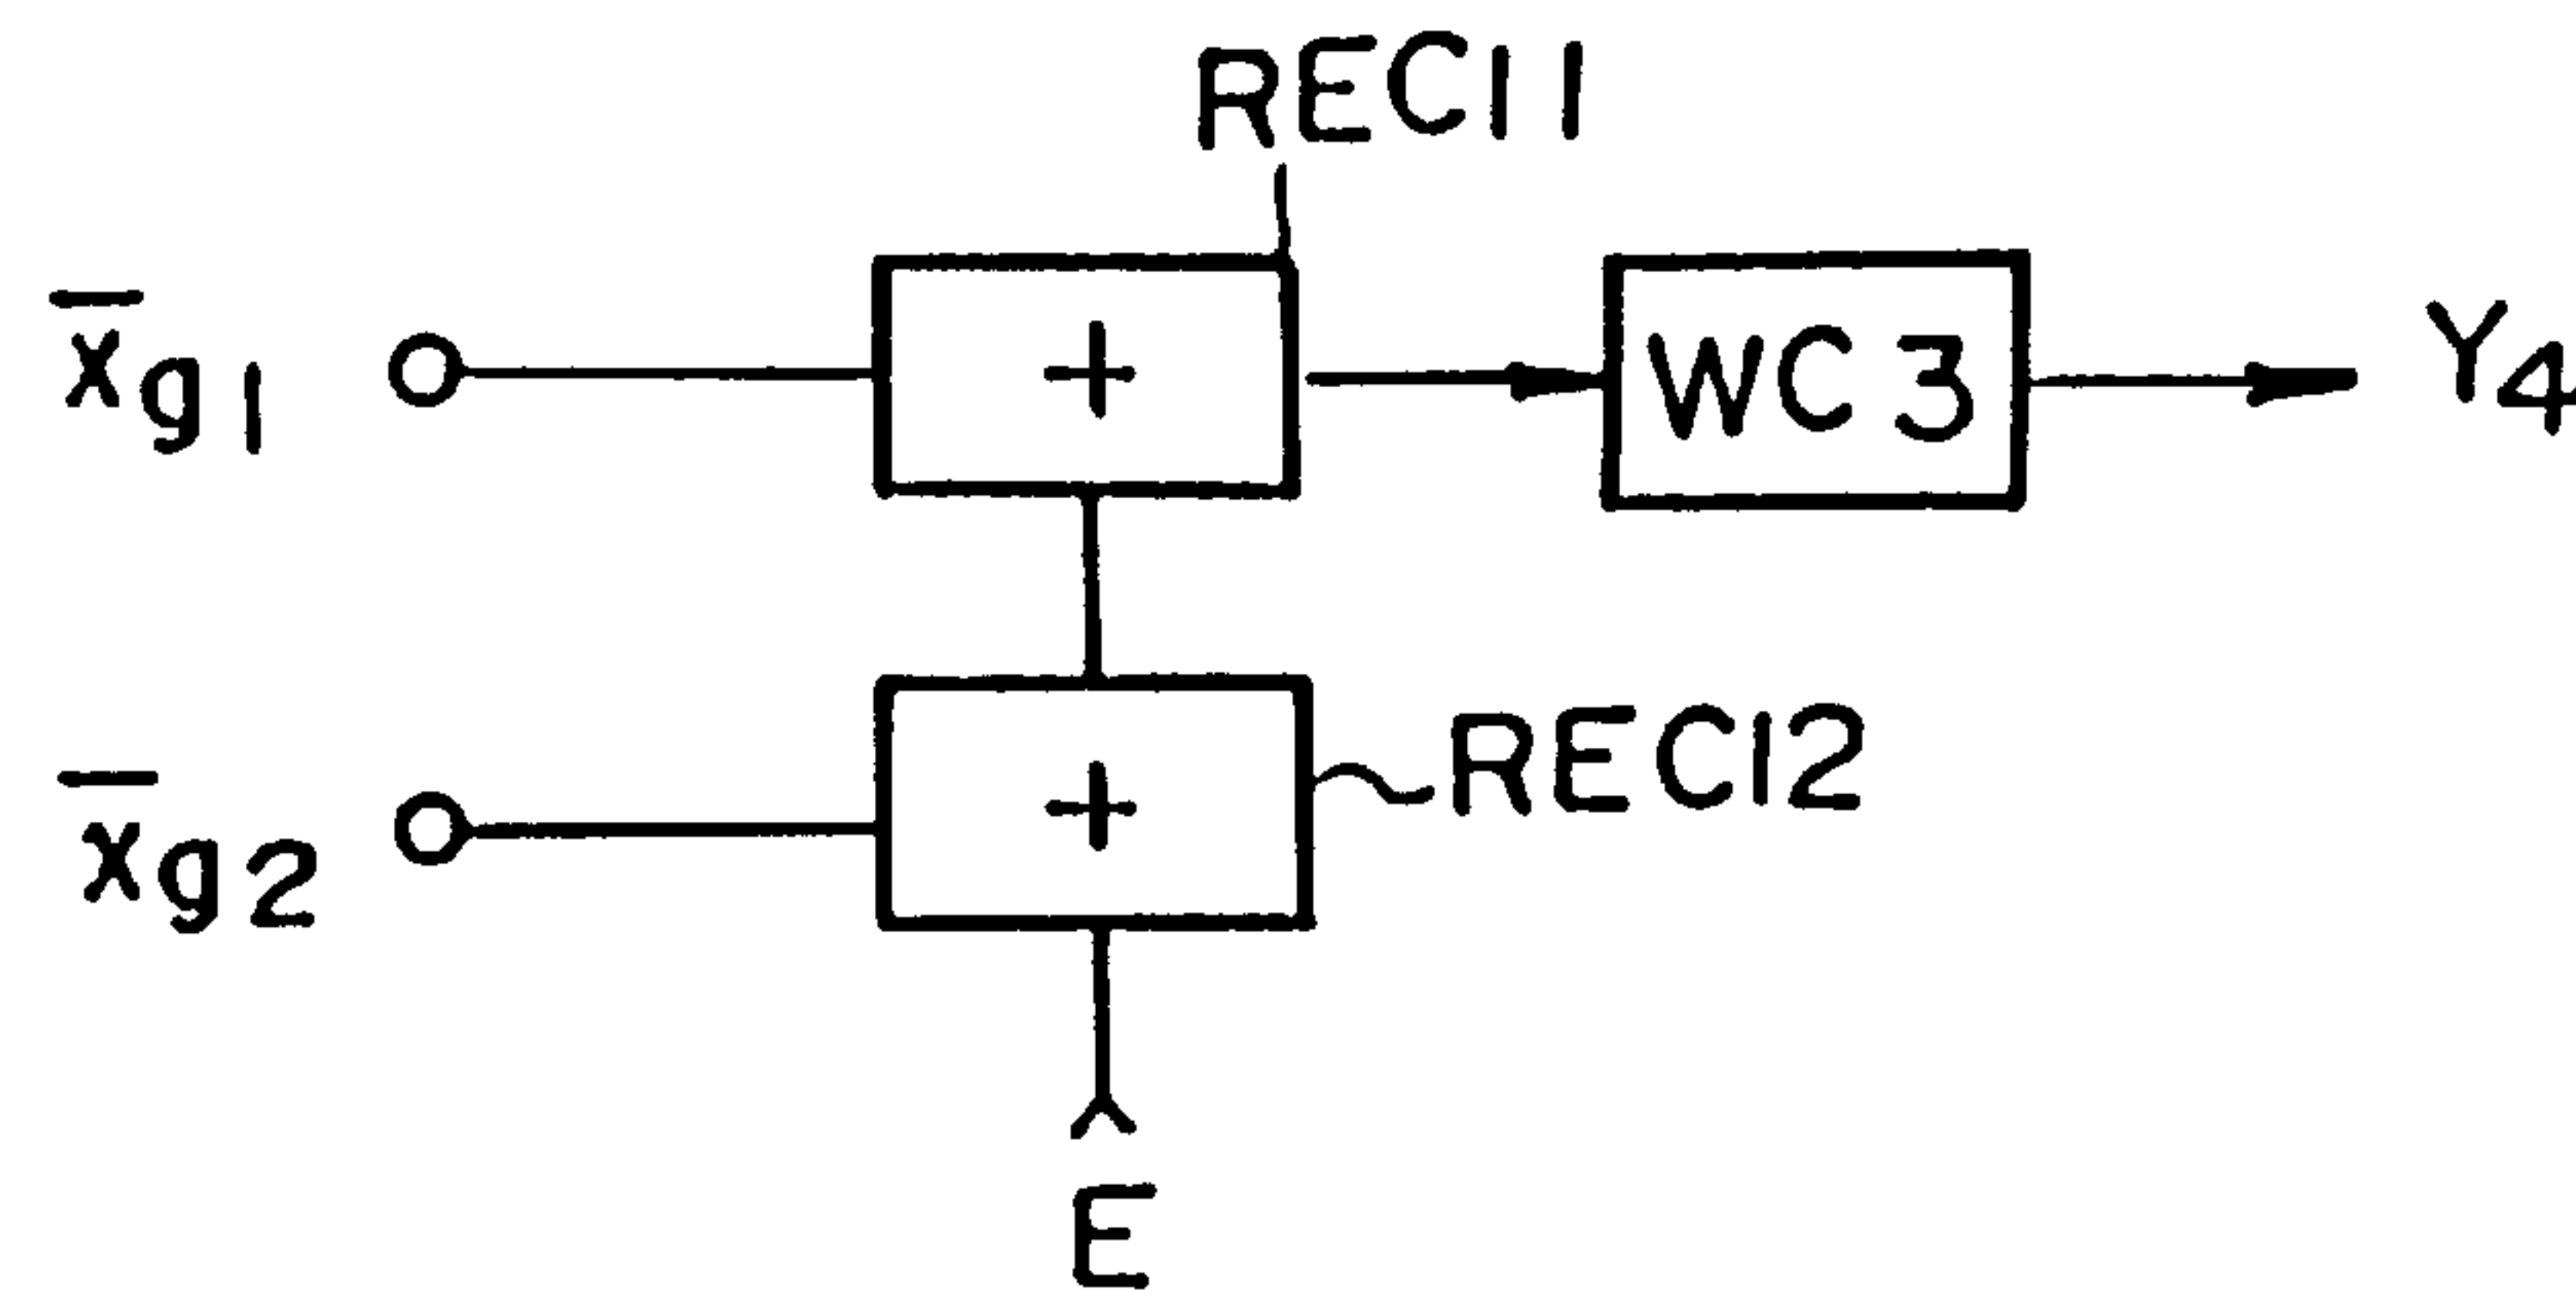 REC11
x̄g1
+
WC3
Y4
x̄g2
+
REC12
E